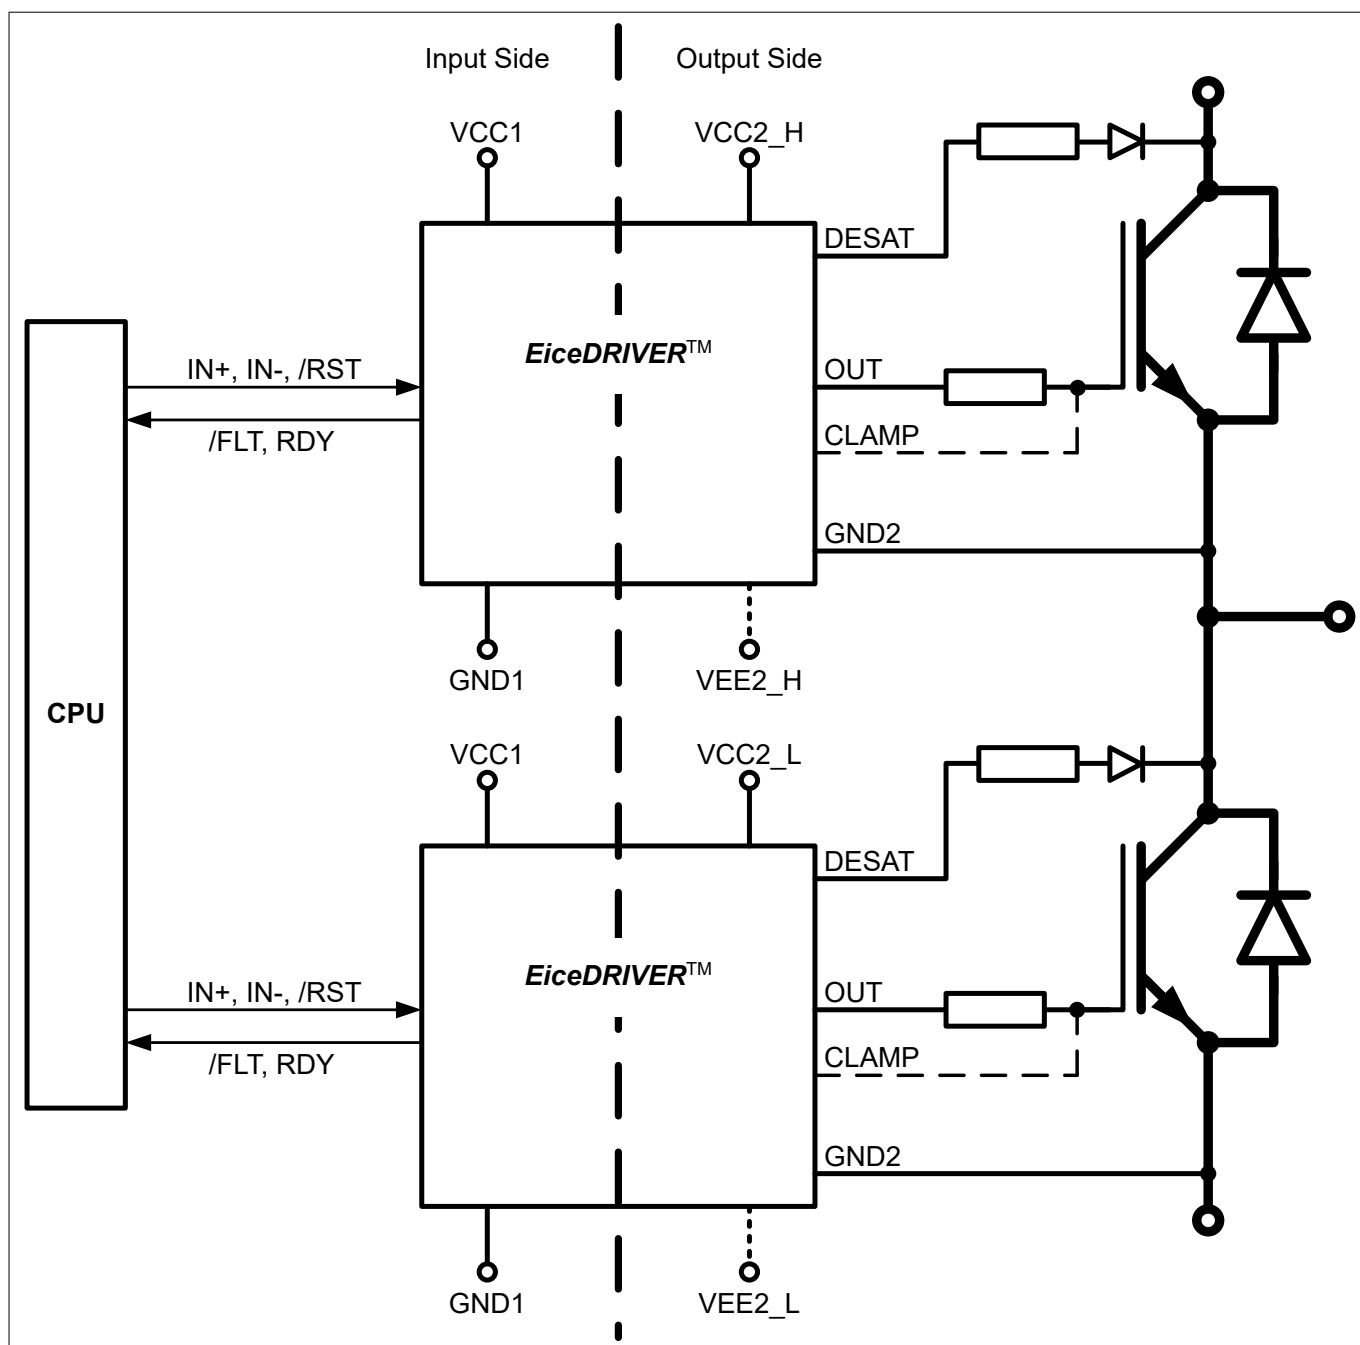 Input Side
Output Side
VCC1
VCC2_H
DESAT
EiceDRIVER™
IN+, IN-, /RST
OUT
/FLT, RDY
CLAMP
GND2
GND1
VEE2_H
CPU
VCC1
VCC2_L
DESAT
EiceDRIVER™
IN+, IN-, /RST
OUT
/FLT, RDY
CLAMP
GND2
GND1
VEE2_L